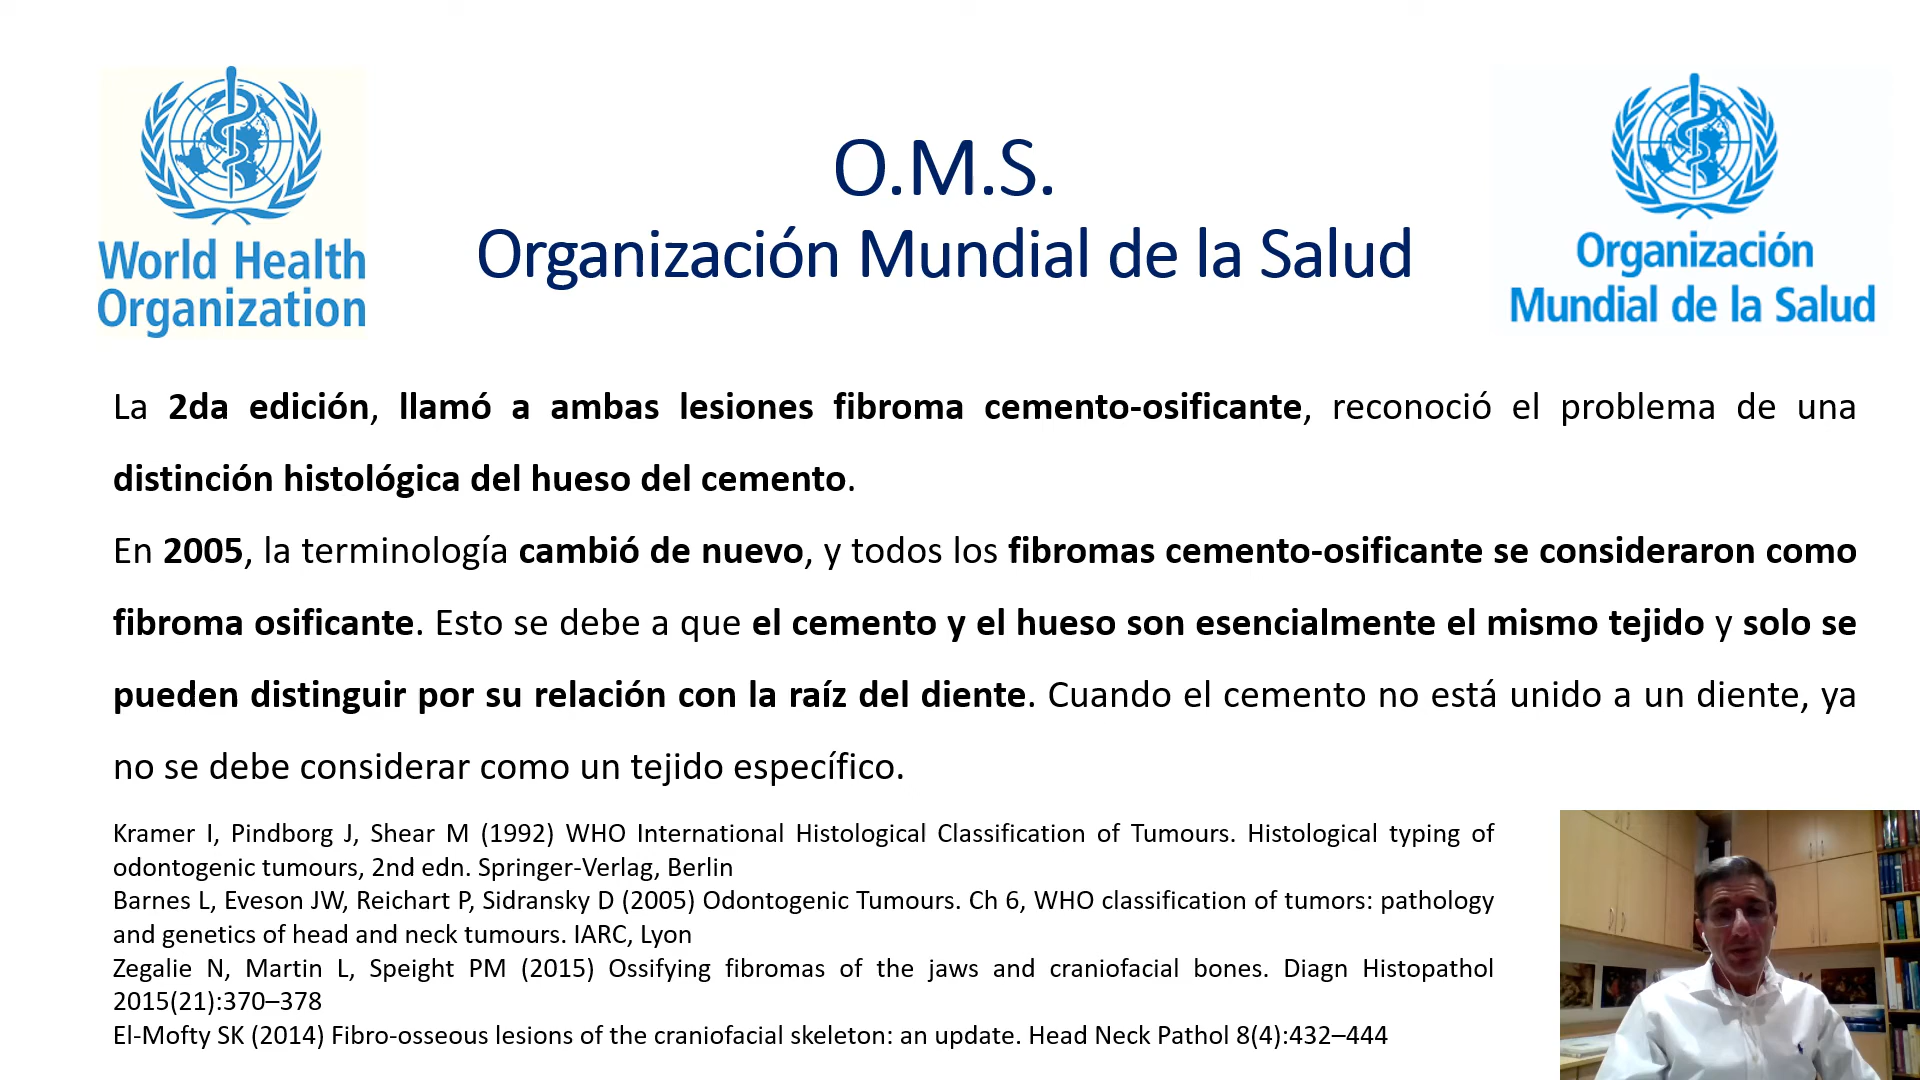 World Health
Organization
O.M.S.
Organización Mundial de la Salud
Organización
Mundial de la Salud
La 2da edición, llamó a ambas lesiones fibroma cemento-osificante, reconoció el problema de una
distinción histológica del hueso del cemento.
En 2005, la terminología cambió de nuevo, y todos los fibromas cemento-osificante se consideraron como
fibroma osificante. Esto se debe a que el cemento y el hueso son esencialmente el mismo tejido y solo se
pueden distinguir por su relación con la raíz del diente. Cuando el cemento no está unido a un diente, ya
no se debe considerar como un tejido específico.
Kramer I, Pindborg J, Shear M (1992) WHO International Histological Classification of Tumours. Histological typing of
odontogenic tumours, 2nd edn. Springer-Verlag, Berlin
Barnes L, Eveson JW, Reichart P, Sidransky D (2005) Odontogenic Tumours. Ch 6, WHO classification of tumors: pathology
and genetics of head and neck tumours. IARC, Lyon
Zegalie N, Martin L, Speight PM (2015) Ossifying fibromas of the jaws and craniofacial bones. Diagn Histopathol
2015(21):370–378
El-Mofty SK (2014) Fibro-osseous lesions of the craniofacial skeleton: an update. Head Neck Pathol 8(4):432–444